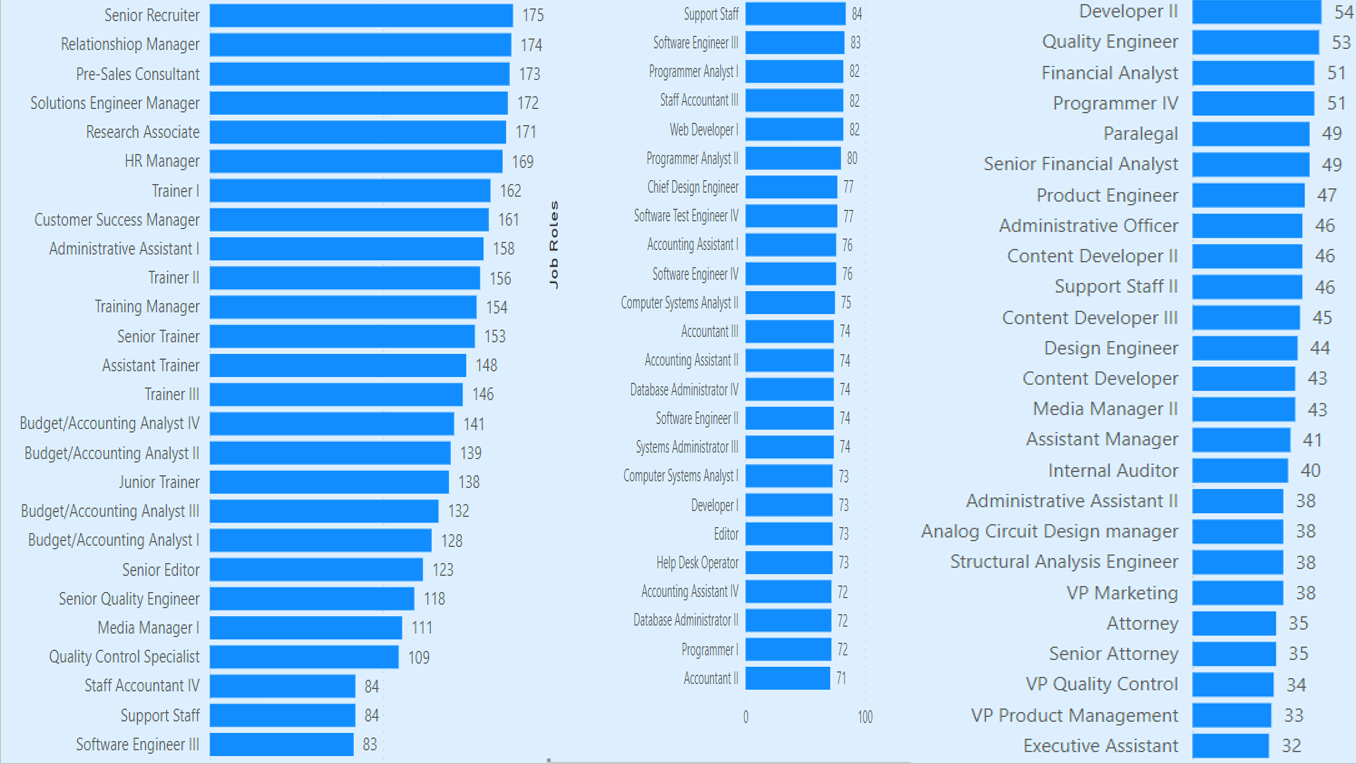 Senior Recruiter 175
Relationshiop Manager 174
Pre-Sales Consultant 173
Solutions Engineer Manager 172
Research Associate 171
HR Manager 169
Trainer I 162
Customer Success Manager 161
Administrative Assistant I 158
Trainer II 156
Training Manager 154
Senior Trainer 153
Assistant Trainer 148
Trainer III 146
Budget/Accounting Analyst IV 141
Budget/Accounting Analyst II 139
Junior Trainer 138
Budget/Accounting Analyst III 132
Budget/Accounting Analyst I 128
Senior Editor 123
Senior Quality Engineer 118
Media Manager I 111
Quality Control Specialist 109
Staff Accountant IV 84
Support Staff 84
Software Engineer III 83
Job Roles
Support Staff 84
Software Engineer III 83
Programmer Analyst I 82
Staff Accountant III 82
Web Developer I 82
Programmer Analyst II 80
Chief Design Engineer 77
Software Test Engineer IV 77
Accounting Assistant I 76
Software Engineer IV 76
Computer Systems Analyst II 75
Accountant III 74
Accounting Assistant II 74
Database Administrator IV 74
Software Engineer II 74
Systems Administrator III 74
Computer Systems Analyst I 73
Developer I 73
Editor 73
Help Desk Operator 73
Accounting Assistant IV 72
Database Administrator II 72
Programmer I 72
Accountant II 71
0 100
Developer II 54
Quality Engineer 53
Financial Analyst 51
Programmer IV 51
Paralegal 49
Senior Financial Analyst 49
Product Engineer 47
Administrative Officer 46
Content Developer II 46
Support Staff II 46
Content Developer III 45
Design Engineer 44
Content Developer 43
Media Manager II 43
Assistant Manager 41
Internal Auditor 40
Administrative Assistant II 38
Analog Circuit Design manager 38
Structural Analysis Engineer 38
VP Marketing 38
Attorney 35
Senior Attorney 35
VP Quality Control 34
VP Product Management 33
Executive Assistant 32